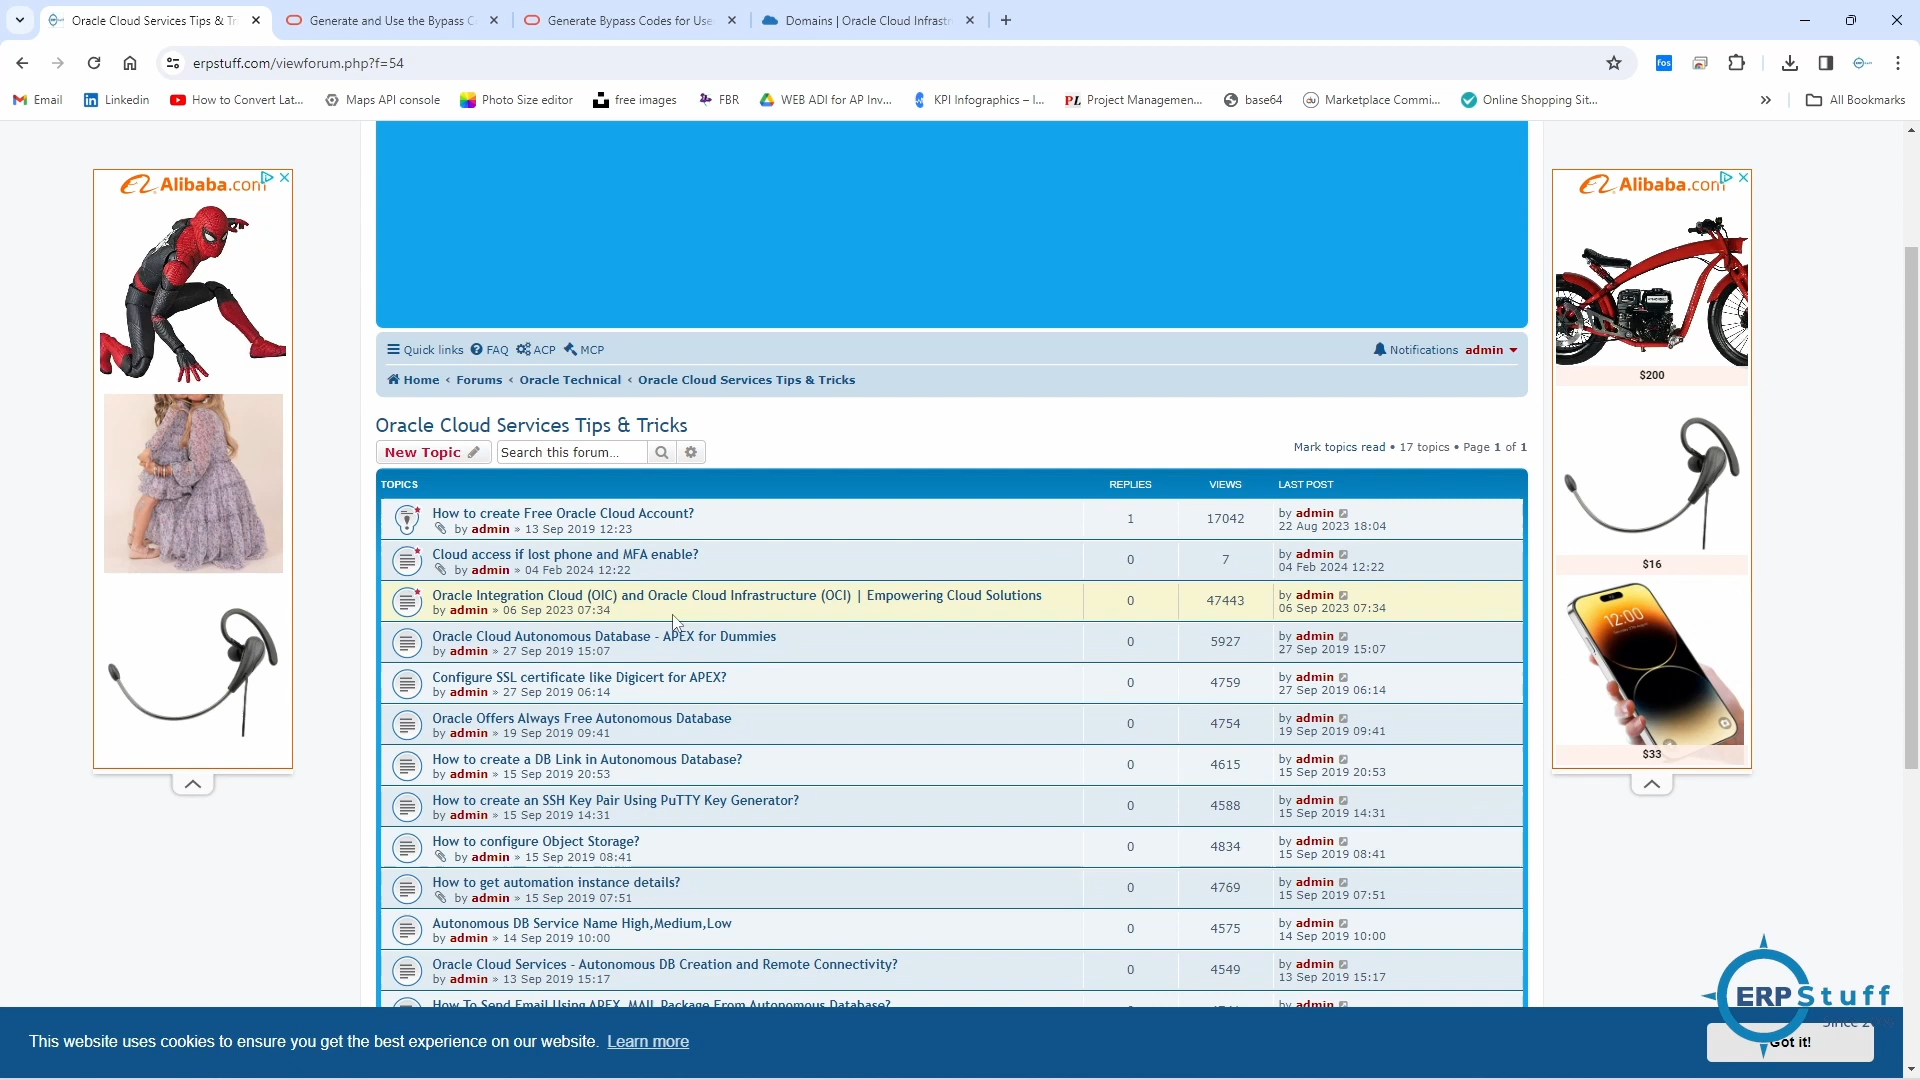 Oracle Cloud Services Tips & Tr
Generate and Use the Bypass C
Generate Bypass Codes for Use
Domains | Oracle Cloud Infrastr
erpstuff.com/viewforum.php?f=54
fos
Email
Linkedin
How to Convert Lat...
Maps API console
Photo Size editor
free images
FBR
WEB ADI for AP Inv...
KPI Infographics – I...
PL Project Managemen...
base64
Marketplace Commi...
Online Shopping Sit...
All Bookmarks
Alibaba.com
Alibaba.com
$200
$16
12:00
$33
Quick links FAQ ACP MCP
Notifications admin
Home ‹ Forums ‹ Oracle Technical ‹ Oracle Cloud Services Tips & Tricks
Oracle Cloud Services Tips & Tricks
New Topic Search this forum...
Mark topics read • 17 topics • Page 1 of 1
TOPICS REPLIES VIEWS LAST POST
How to create Free Oracle Cloud Account?
by admin » 13 Sep 2019 12:23
1 17042
by admin
22 Aug 2023 18:04
Cloud access if lost phone and MFA enable?
by admin » 04 Feb 2024 12:22
0 7
by admin
04 Feb 2024 12:22
Oracle Integration Cloud (OIC) and Oracle Cloud Infrastructure (OCI) | Empowering Cloud Solutions
by admin » 06 Sep 2023 07:34
0 47443
by admin
06 Sep 2023 07:34
Oracle Cloud Autonomous Database - APEX for Dummies
by admin » 27 Sep 2019 15:07
0 5927
by admin
27 Sep 2019 15:07
Configure SSL certificate like Digicert for APEX?
by admin » 27 Sep 2019 06:14
0 4759
by admin
27 Sep 2019 06:14
Oracle Offers Always Free Autonomous Database
by admin » 19 Sep 2019 09:41
0 4754
by admin
19 Sep 2019 09:41
How to create a DB Link in Autonomous Database?
by admin » 15 Sep 2019 20:53
0 4615
by admin
15 Sep 2019 20:53
How to create an SSH Key Pair Using PuTTY Key Generator?
by admin » 15 Sep 2019 14:31
0 4588
by admin
15 Sep 2019 14:31
How to configure Object Storage?
by admin » 15 Sep 2019 08:41
0 4834
by admin
15 Sep 2019 08:41
How to get automation instance details?
by admin » 15 Sep 2019 07:51
0 4769
by admin
15 Sep 2019 07:51
Autonomous DB Service Name High,Medium,Low
by admin » 14 Sep 2019 10:00
0 4575
by admin
14 Sep 2019 10:00
Oracle Cloud Services - Autonomous DB Creation and Remote Connectivity?
by admin » 13 Sep 2019 15:17
0 4549
by admin
13 Sep 2019 15:17
How To Send Email Using APEX_MAIL Package From Autonomous Database?
by admin
This website uses cookies to ensure you get the best experience on our website. Learn more
ERPStuff
Got it!